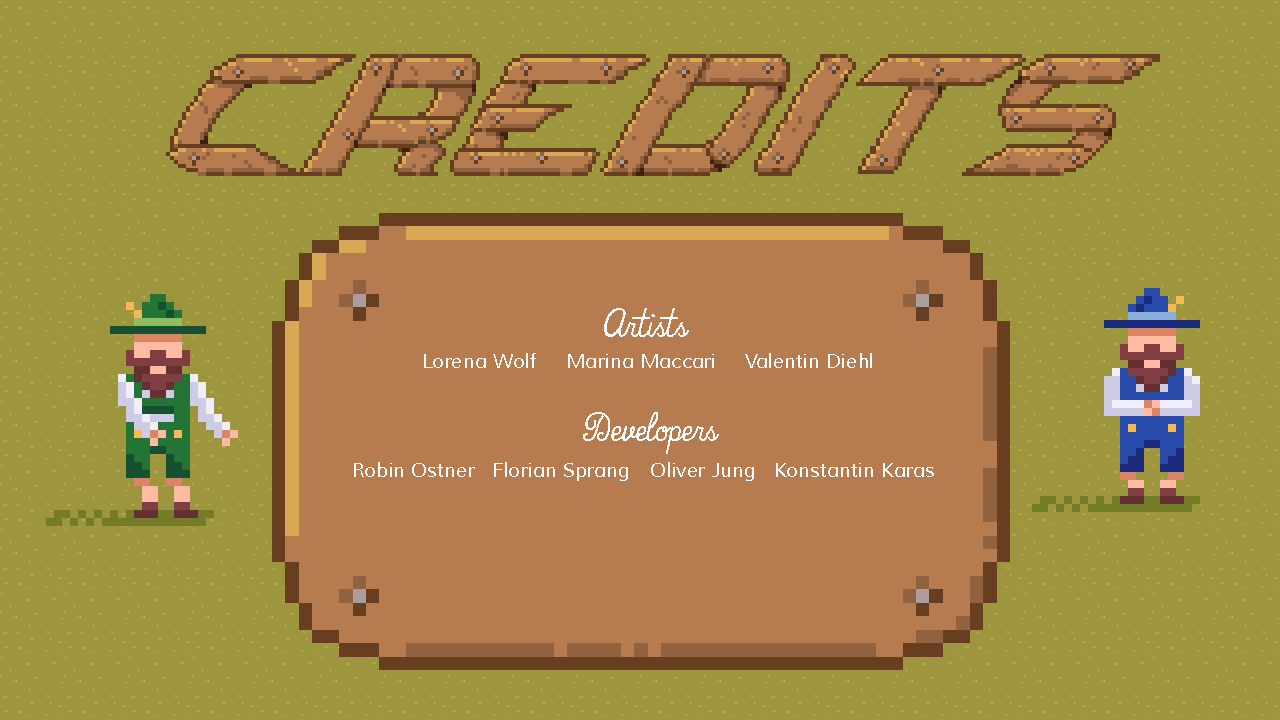 CREDITS
Artists
Lorena Wolf Marina Maccari Valentin Diehl
Developers
Robin Ostner Florian Sprang Oliver Jung Konstantin Karas